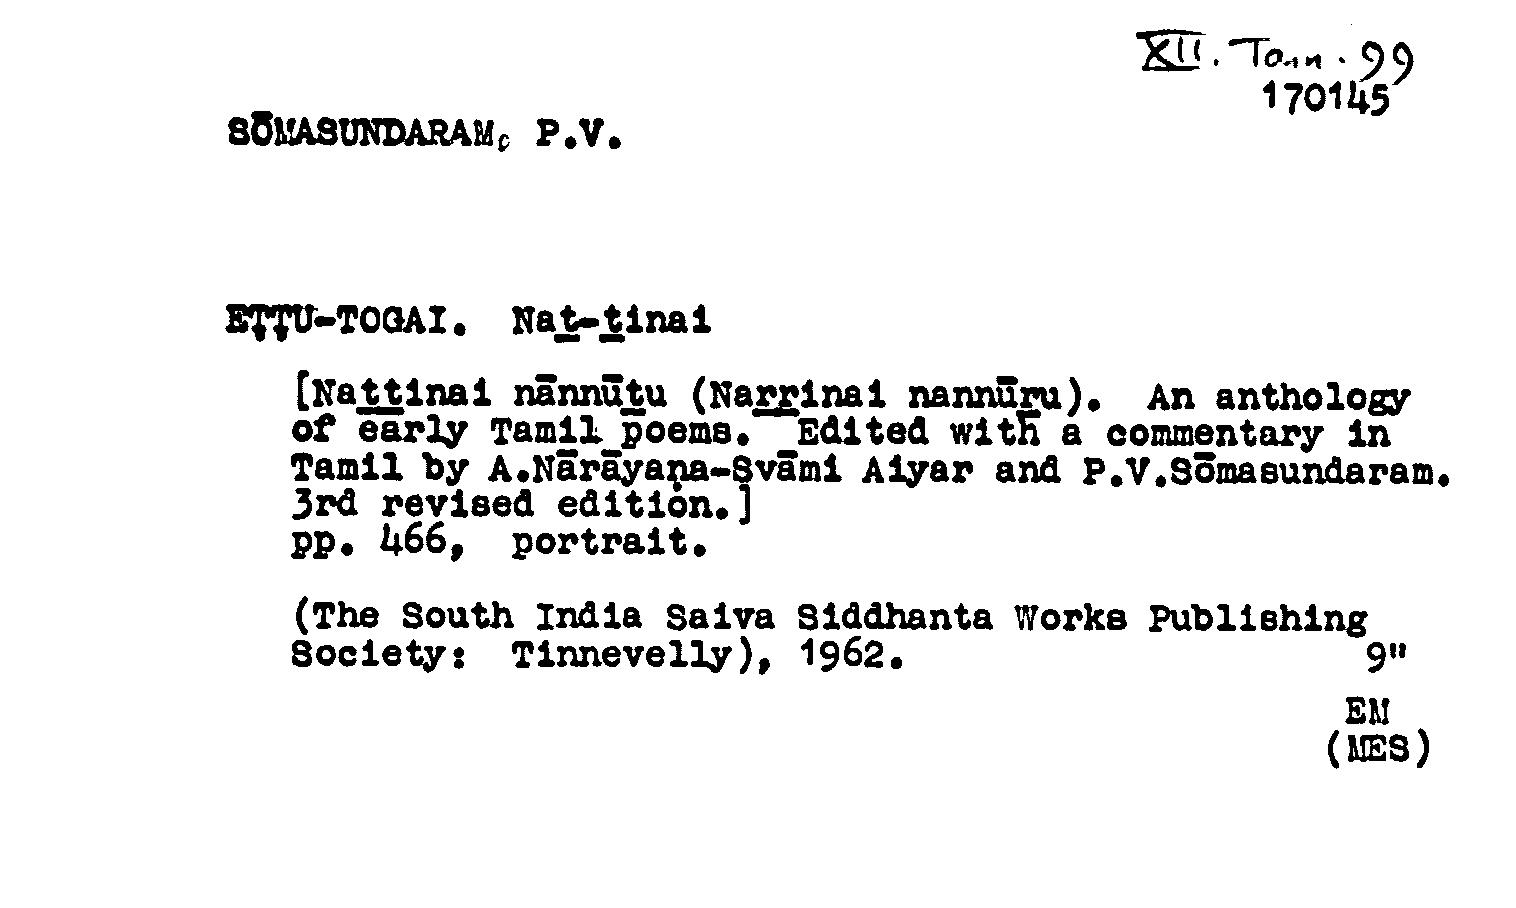 XII. Tam. 99
170145
SŌMASUNDARAM, P.V.
EṬṬU-TOGAI. Naṯ-ṯinai
[Naṯṯinai nānnūṯu (Naṟṟinai nannūṟu). An anthology
of early Tamil poems. Edited with a commentary in
Tamil by A.Nārāyaṇa-Svāmi Aiyar and P.V.Sōmasundaram.
3rd revised edition.]
pp. 466, portrait.
(The South India Saiva Siddhanta Works Publishing
Society: Tinnevelly), 1962. 9"
EM
(MES)